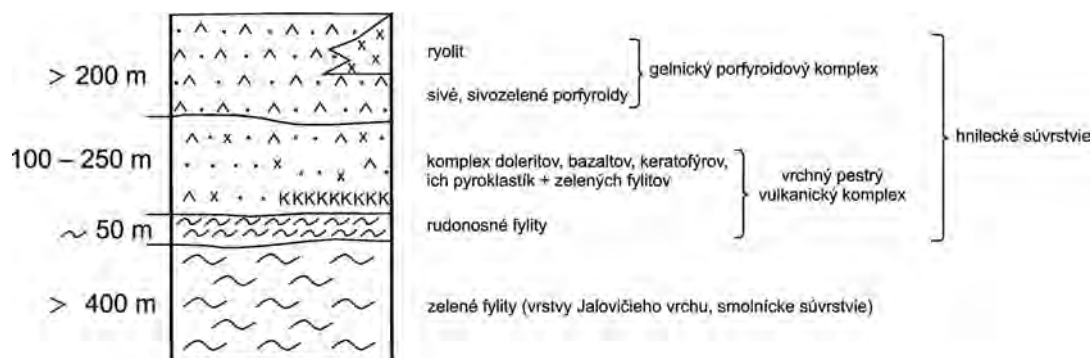 > 200 m
ryolit
sivé, sivozelené porfyroidy
gelnický porfyroidový komplex
100 – 250 m
komplex doleritov, bazaltov, keratofýrov,
ich pyroklastík + zelených fylitov
KKKKKKKKK
vrchný pestrý
vulkanický komplex
hnilecké súvrstvie
~ 50 m
rudonosné fylity
> 400 m
zelené fylity (vrstvy Jalovičieho vrchu, smolnícke súvrstvie)